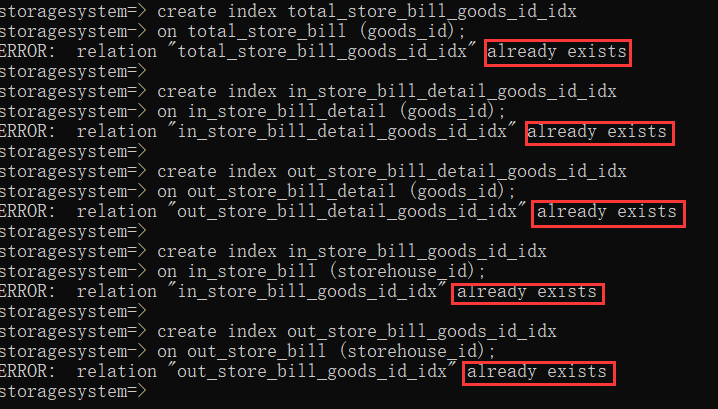 storagesystem=> create index total_store_bill_goods_id_idx
storagesystem-> on total_store_bill (goods_id);
ERROR:  relation "total_store_bill_goods_id_idx" already exists
storagesystem=>
storagesystem=> create index in_store_bill_detail_goods_id_idx
storagesystem-> on in_store_bill_detail (goods_id);
ERROR:  relation "in_store_bill_detail_goods_id_idx" already exists
storagesystem=>
storagesystem=> create index out_store_bill_detail_goods_id_idx
storagesystem-> on out_store_bill_detail (goods_id);
ERROR:  relation "out_store_bill_detail_goods_id_idx" already exists
storagesystem=>
storagesystem=> create index in_store_bill_goods_id_idx
storagesystem-> on in_store_bill (storehouse_id);
ERROR:  relation "in_store_bill_goods_id_idx" already exists
storagesystem=>
storagesystem=> create index out_store_bill_goods_id_idx
storagesystem-> on out_store_bill (storehouse_id);
ERROR:  relation "out_store_bill_goods_id_idx" already exists
storagesystem=>